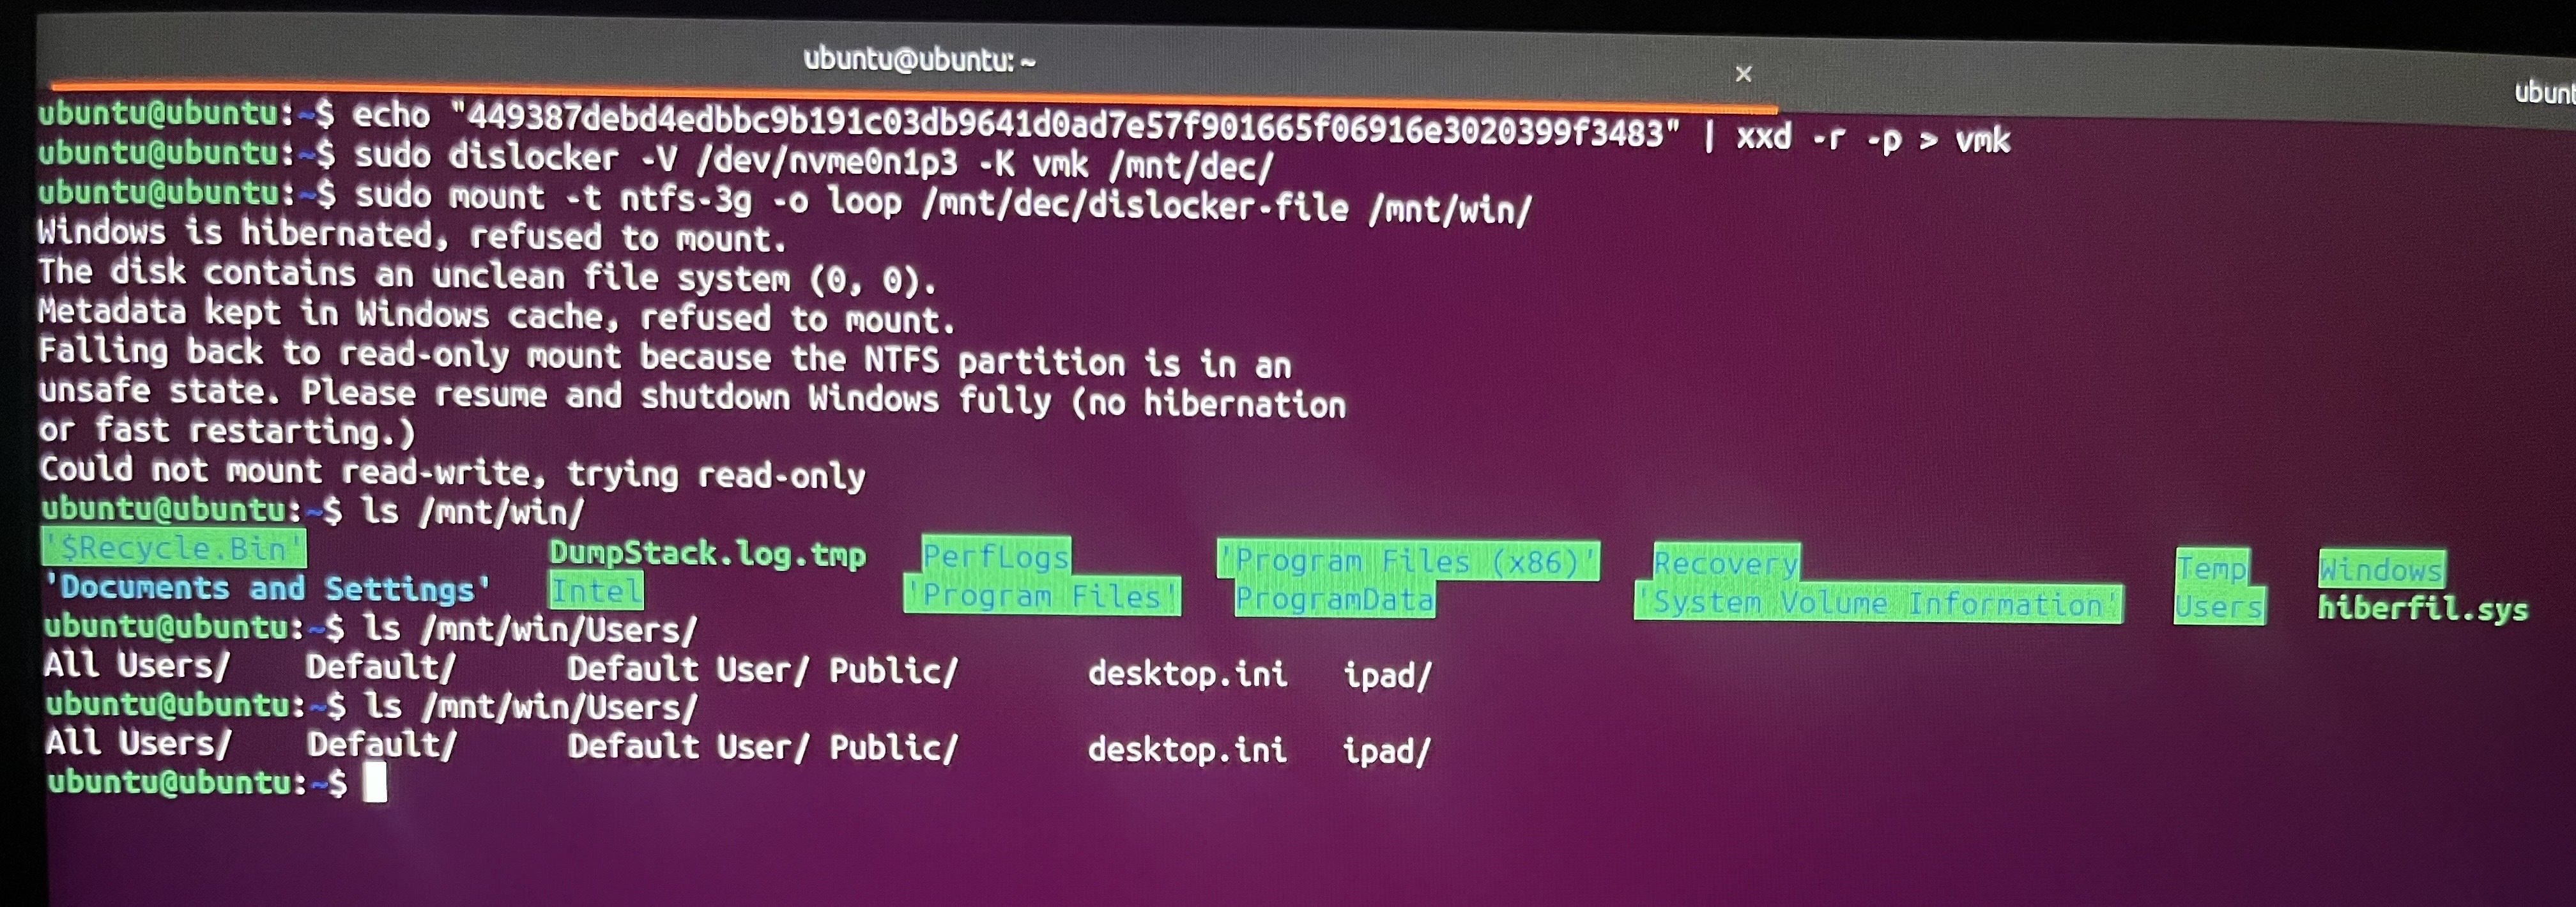 ubuntu@ubuntu: ~ × ubunt
ubuntu@ubuntu:~$ echo "449387debd4edbbc9b191c03db9641d0ad7e57f901665f06916e3020399f3483" | xxd -r -p > vmk
ubuntu@ubuntu:~$ sudo dislocker -V /dev/nvme0n1p3 -K vmk /mnt/dec/
ubuntu@ubuntu:~$ sudo mount -t ntfs-3g -o loop /mnt/dec/dislocker-file /mnt/win/
Windows is hibernated, refused to mount.
The disk contains an unclean file system (0, 0).
Metadata kept in Windows cache, refused to mount.
Falling back to read-only mount because the NTFS partition is in an
unsafe state. Please resume and shutdown Windows fully (no hibernation
or fast restarting.)
Could not mount read-write, trying read-only
ubuntu@ubuntu:~$ ls /mnt/win/
'$Recycle.Bin' DumpStack.log.tmp PerfLogs 'Program Files (x86)' Recovery Temp Windows
'Documents and Settings' Intel 'Program Files' ProgramData 'System Volume Information' Users hiberfil.sys
ubuntu@ubuntu:~$ ls /mnt/win/Users/
All Users/ Default/ Default User/ Public/ desktop.ini ipad/
ubuntu@ubuntu:~$ ls /mnt/win/Users/
All Users/ Default/ Default User/ Public/ desktop.ini ipad/
ubuntu@ubuntu:~$